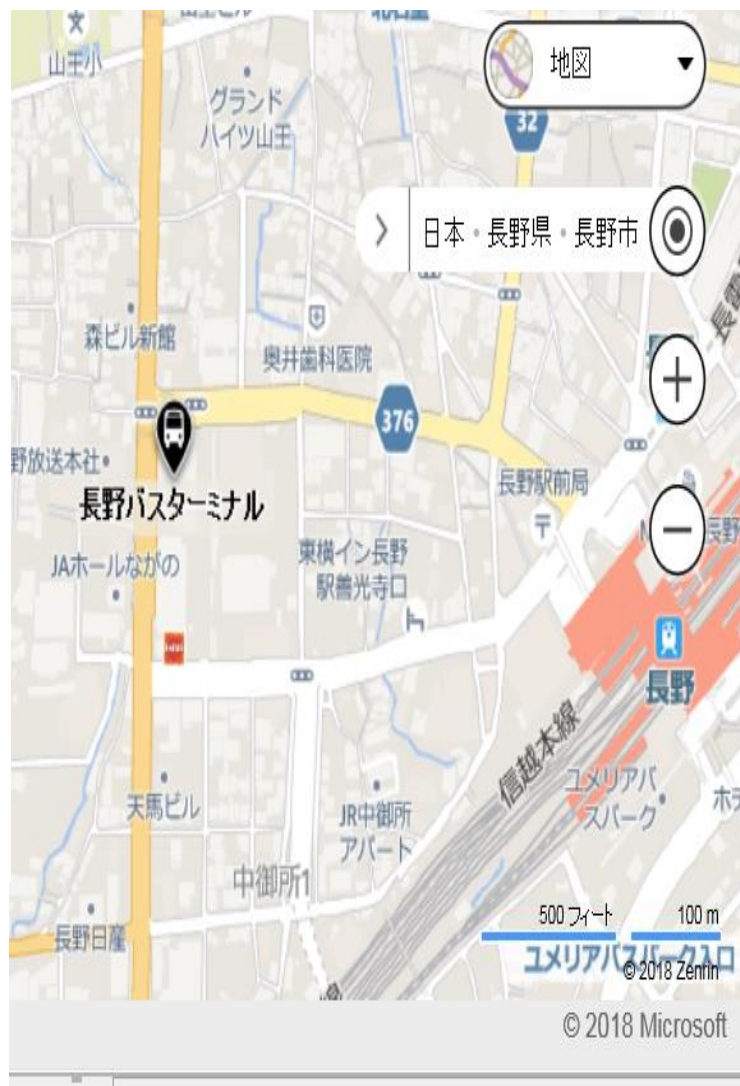 山王小
地図
グランド
ハイツ山王
32
日本・長野県・長野市
森ビル新館
奥井歯科医院
376
野放送本社
長野バスターミナル
長野駅前局
JAホールながの
東横イン長野
駅善光寺口
長野
信越本線
ユメリアバ
スパーク
天馬ビル
JR中御所
アパート
中御所1
500 フィート
100 m
長野日産
ユメリアバスパーク入口
© 2018 Zenrin
© 2018 Microsoft